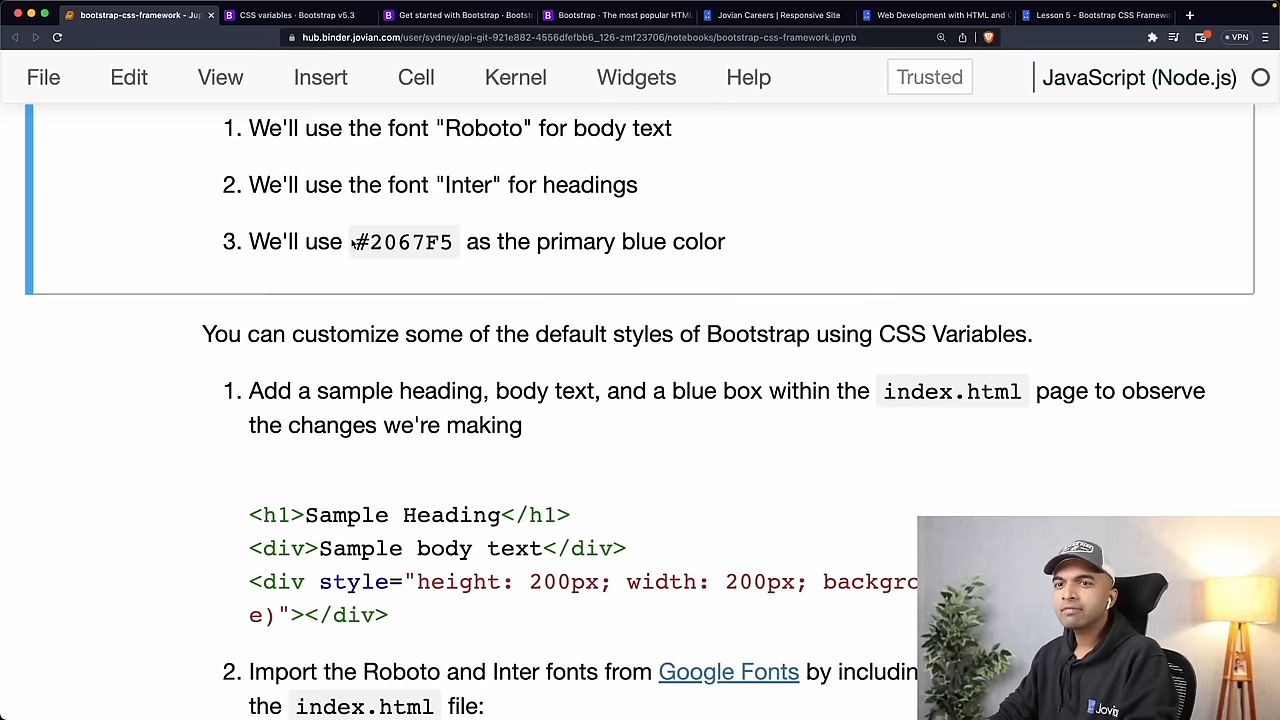 bootstrap-css-framework - Jup
CSS variables · Bootstrap v5.3
Get started with Bootstrap · Bootst
Bootstrap · The most popular HTML
Jovian Careers | Responsive Site
Web Development with HTML and C
Lesson 5 - Bootstrap CSS Framewo
hub.binder.jovian.com/user/sydney/api-git-921e882-4556dfefbb6_126-zmf23706/notebooks/bootstrap-css-framework.ipynb
VPN
File Edit View Insert Cell Kernel Widgets Help Trusted JavaScript (Node.js)
1. We'll use the font "Roboto" for body text
2. We'll use the font "Inter" for headings
3. We'll use #2067F5 as the primary blue color
You can customize some of the default styles of Bootstrap using CSS Variables.
1. Add a sample heading, body text, and a blue box within the index.html page to observe
the changes we're making
<h1>Sample Heading</h1>
<div>Sample body text</div>
<div style="height: 200px; width: 200px; backgro
e)"></div>
2. Import the Roboto and Inter fonts from Google Fonts by includin
the index.html file:
Jovian